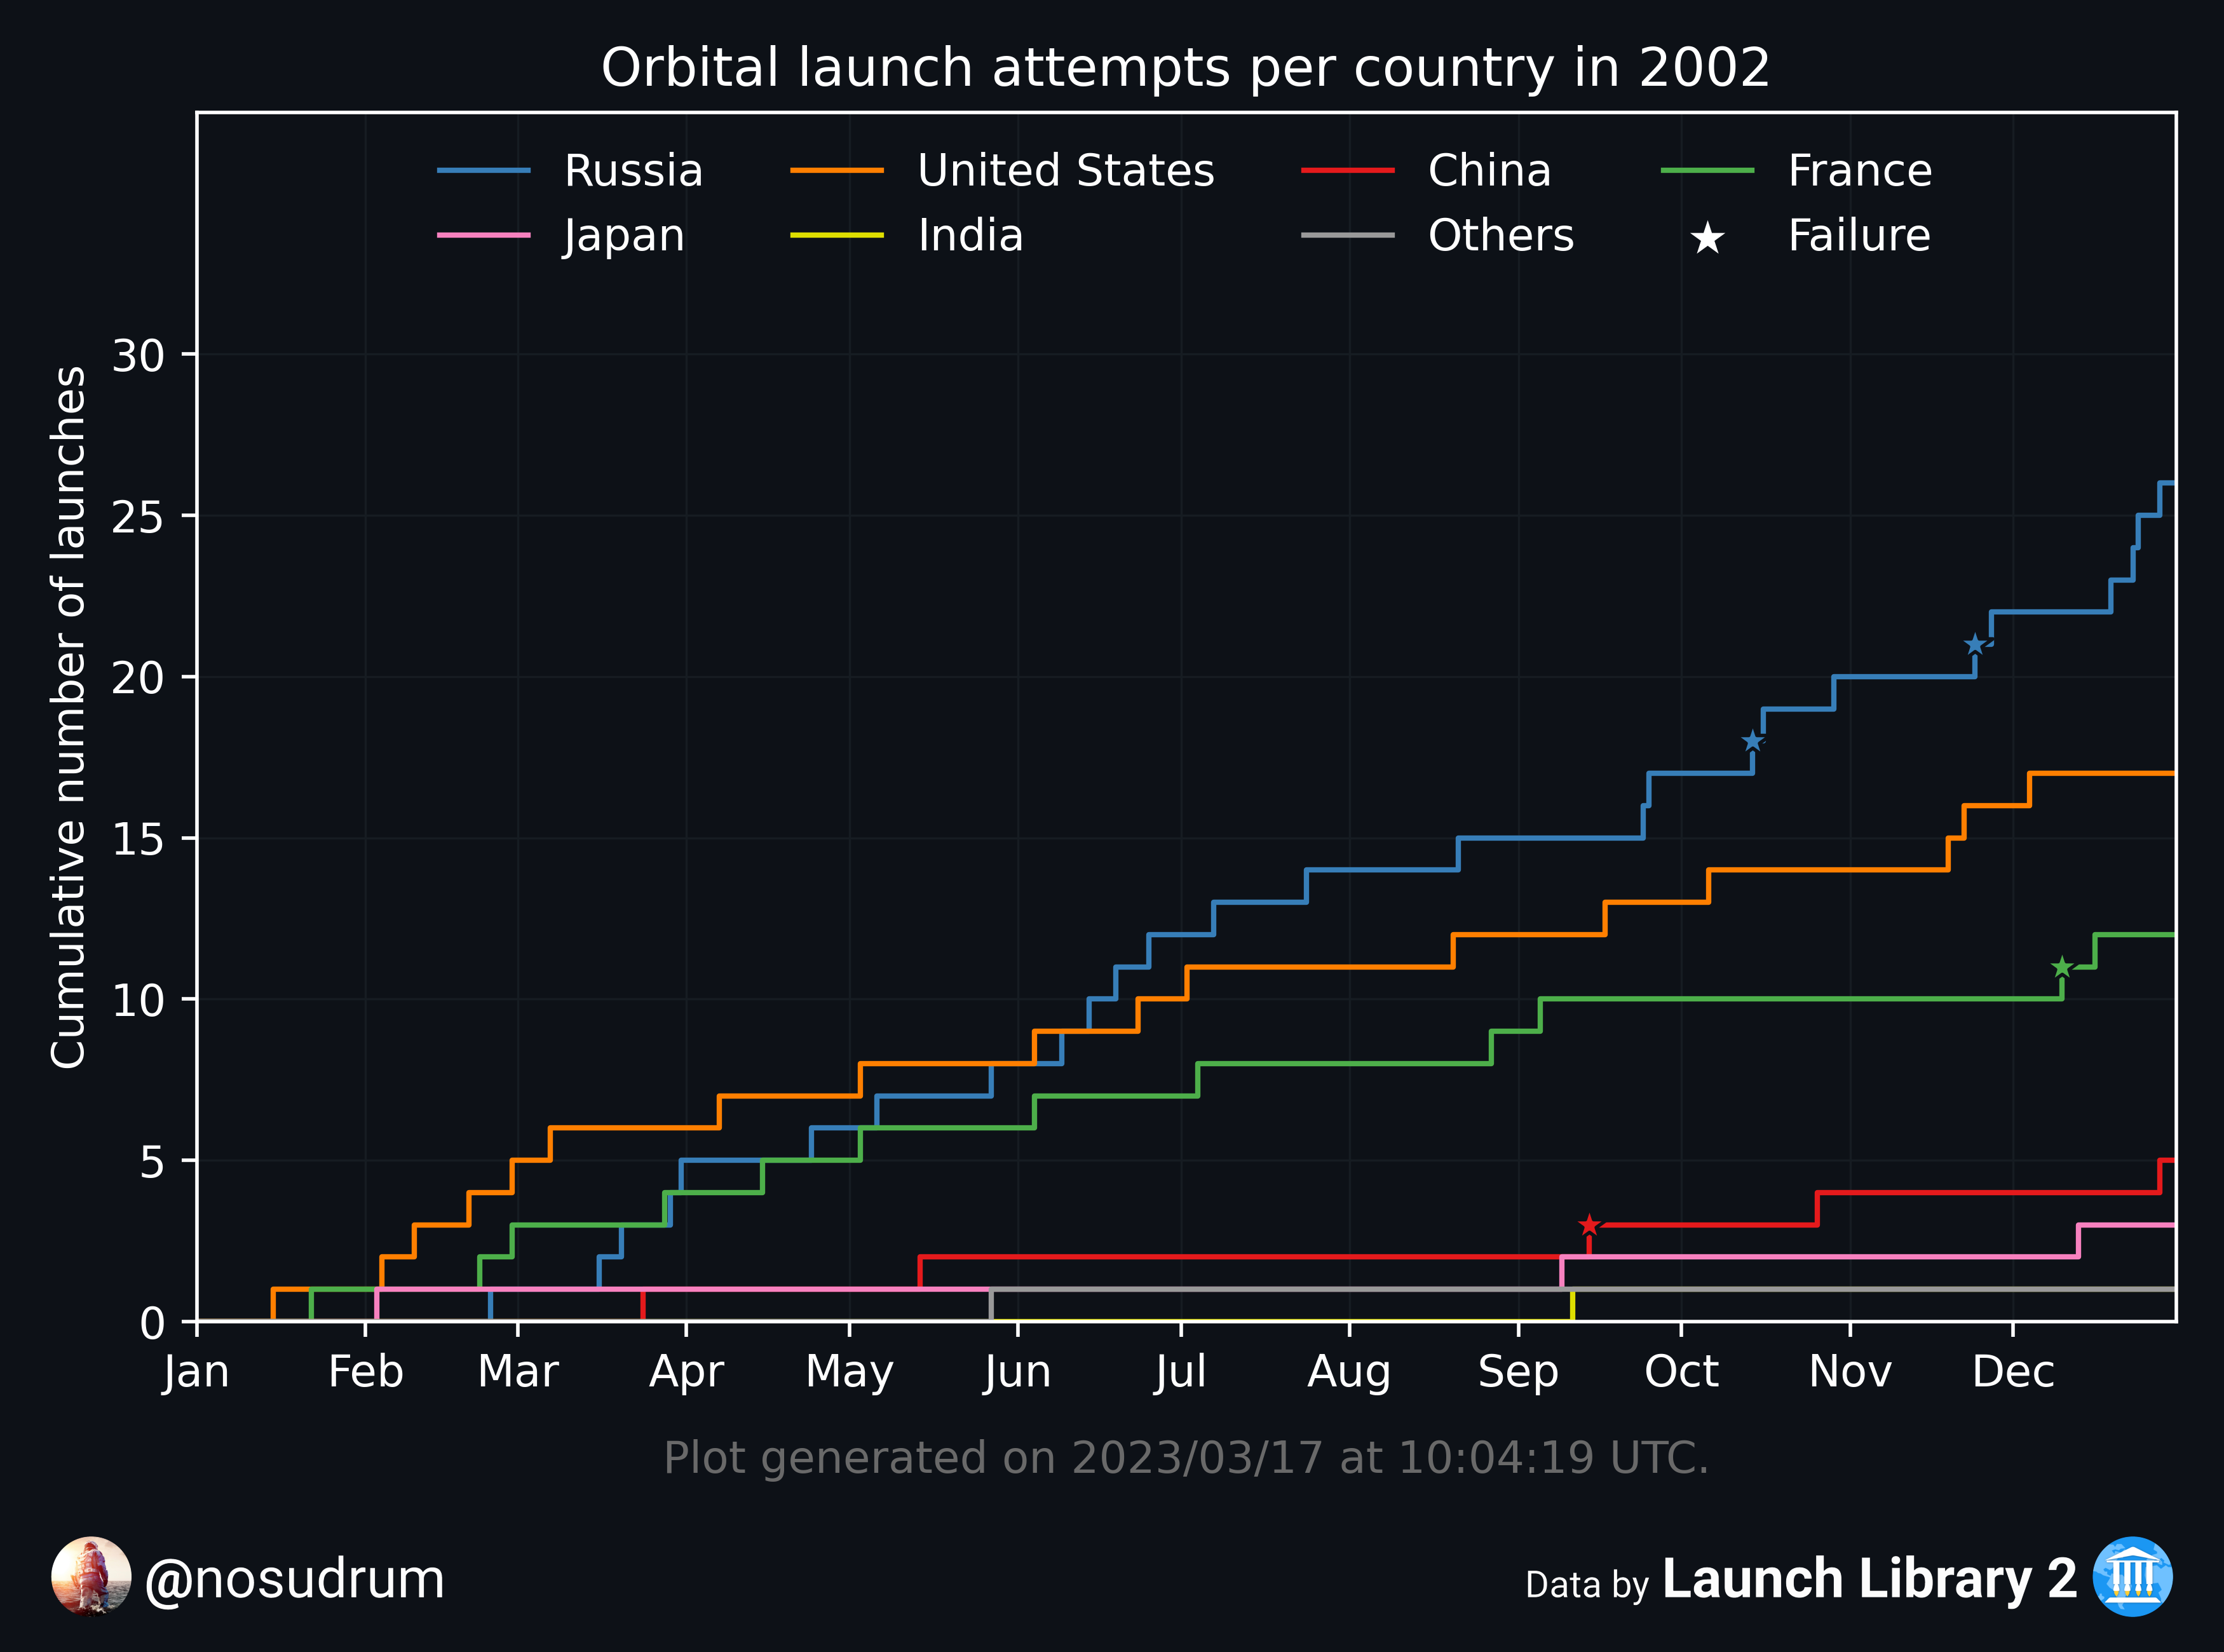 Orbital launch attempts per country in 2002
Russia United States China France
Japan India Others Failure
Cumulative number of launches
30
25
20
15
10
5
0
Jan Feb Mar Apr May Jun Jul Aug Sep Oct Nov Dec
Plot generated on 2023/03/17 at 10:04:19 UTC.
@nosudrum
Data by Launch Library 2